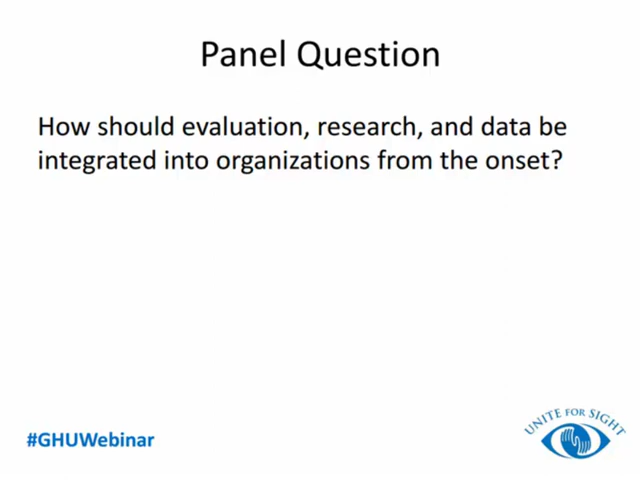 Panel Question
How should evaluation, research, and data be
integrated into organizations from the onset?
#GHUWebinar
UNITE FOR SIGHT